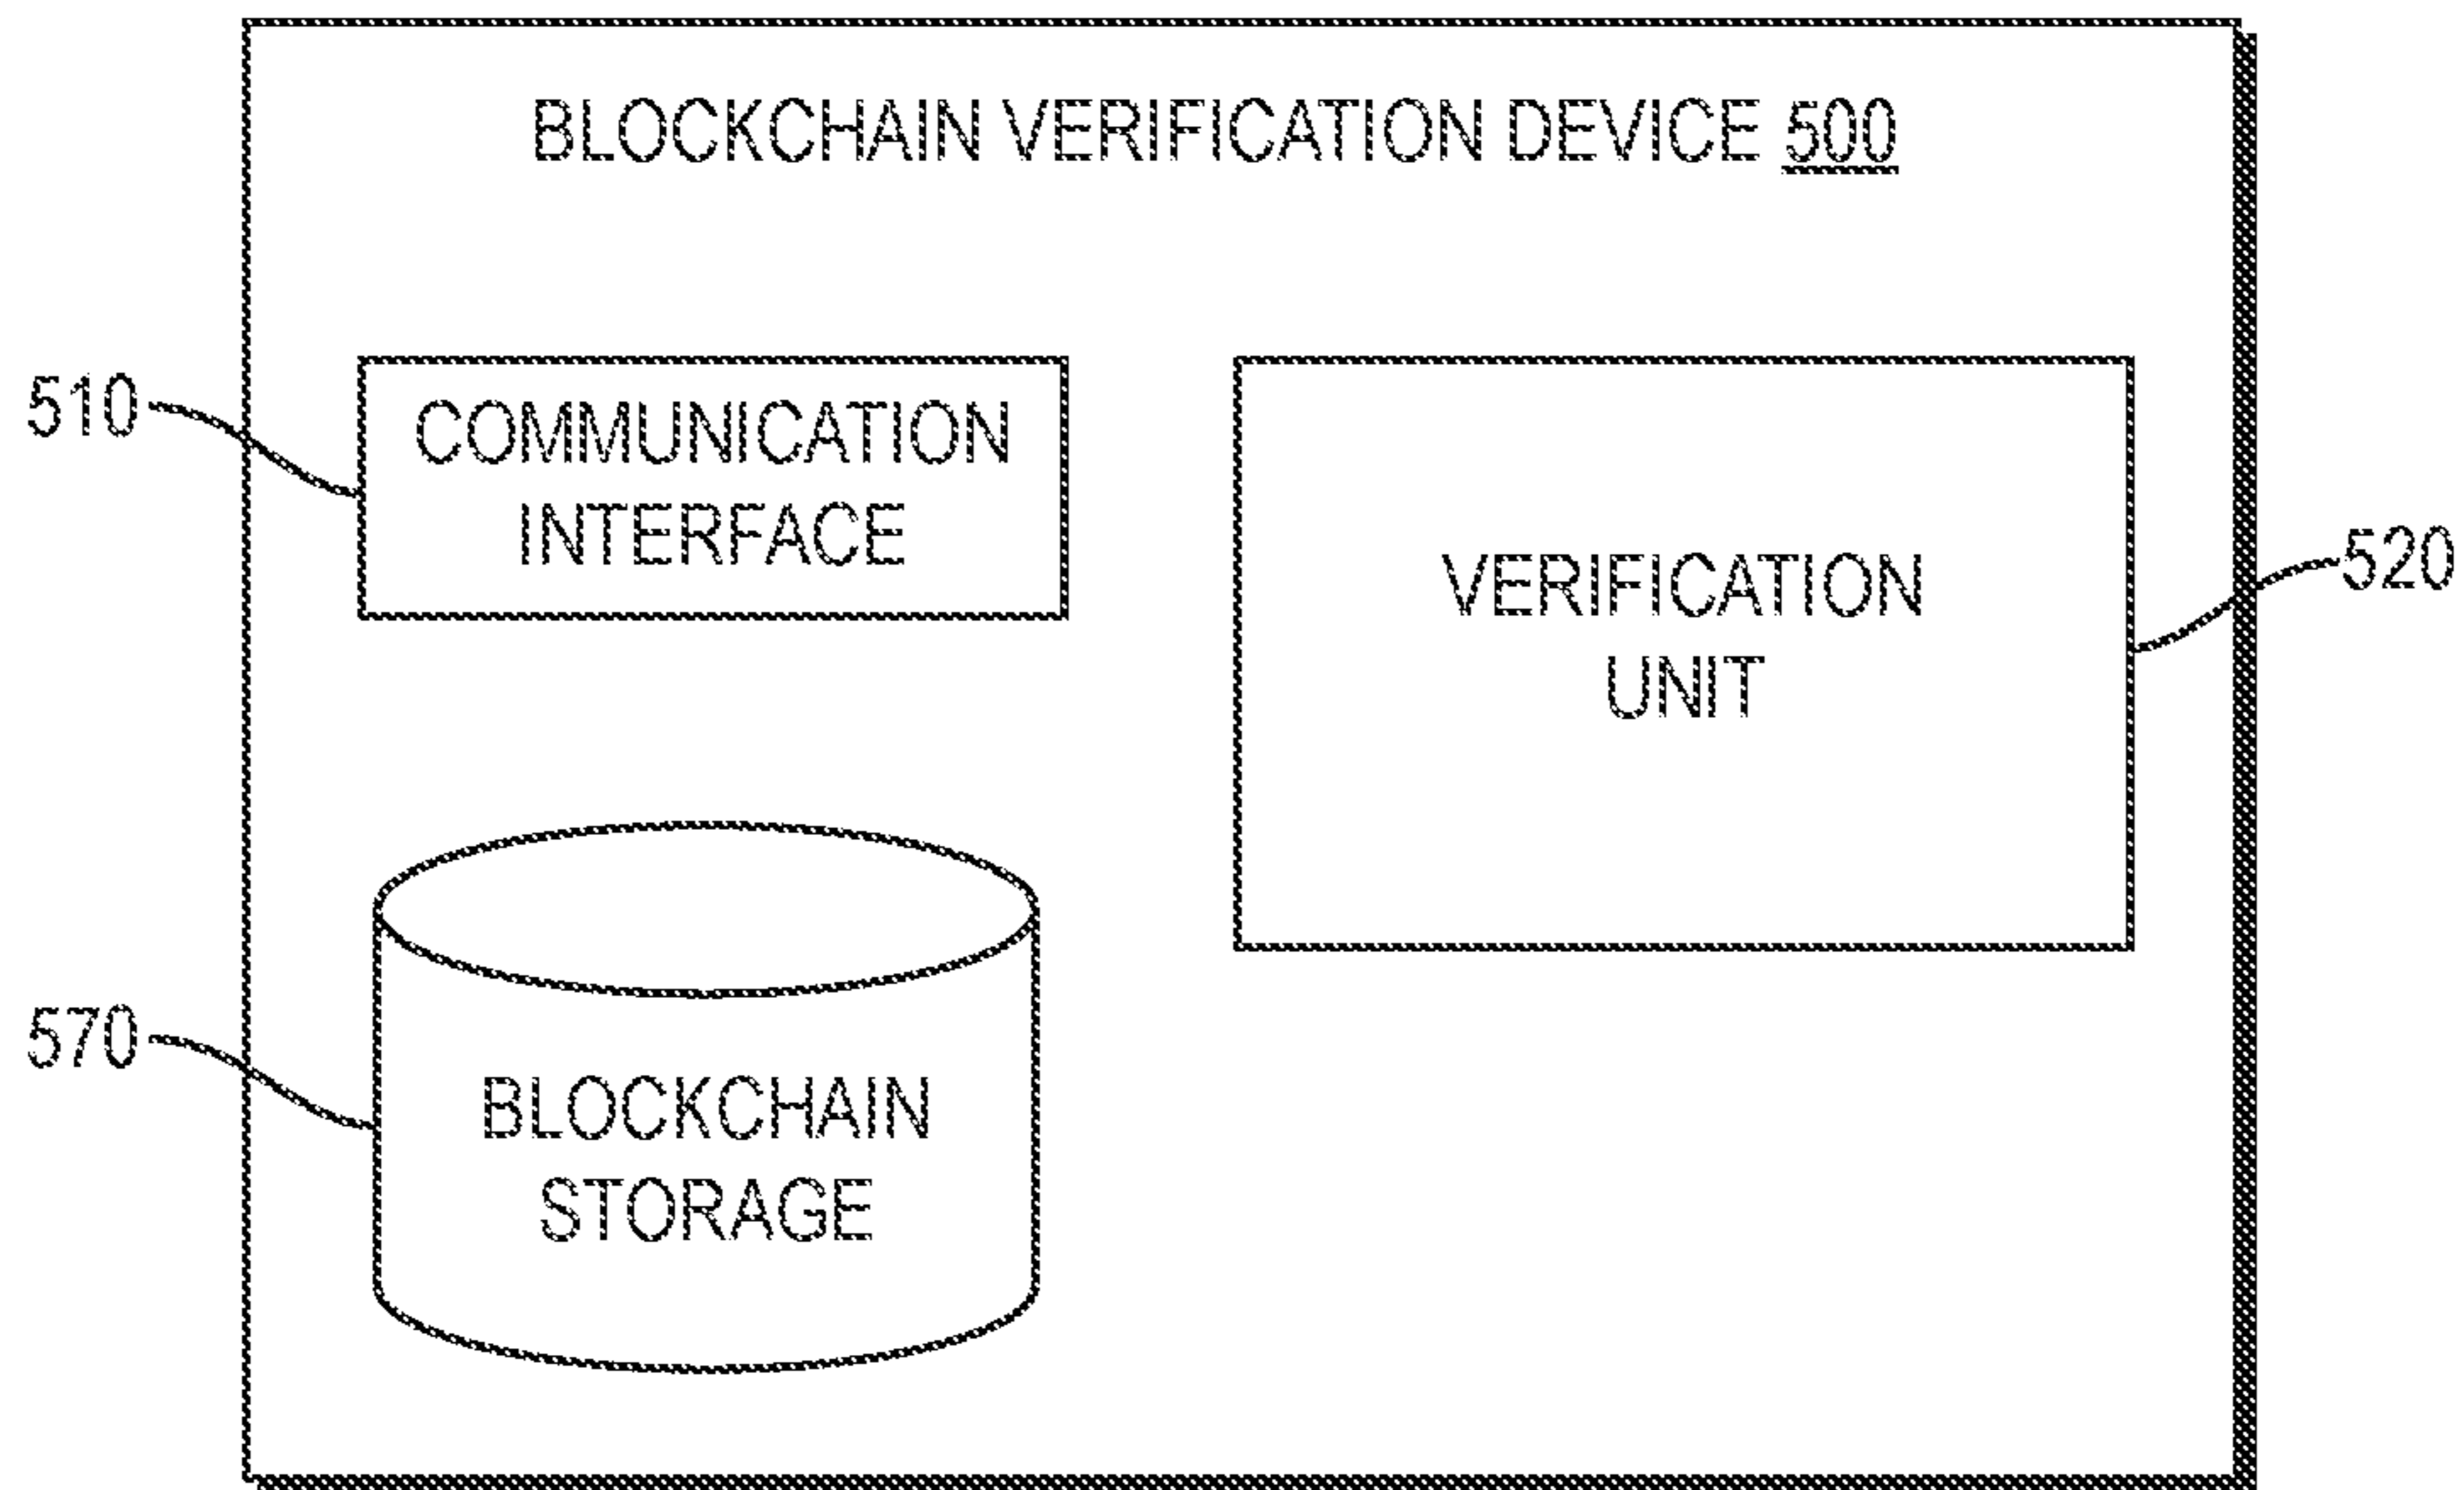 BLOCKCHAIN VERIFICATION DEVICE 500
510
COMMUNICATION
INTERFACE
VERIFICATION
UNIT
520
570
BLOCKCHAIN
STORAGE